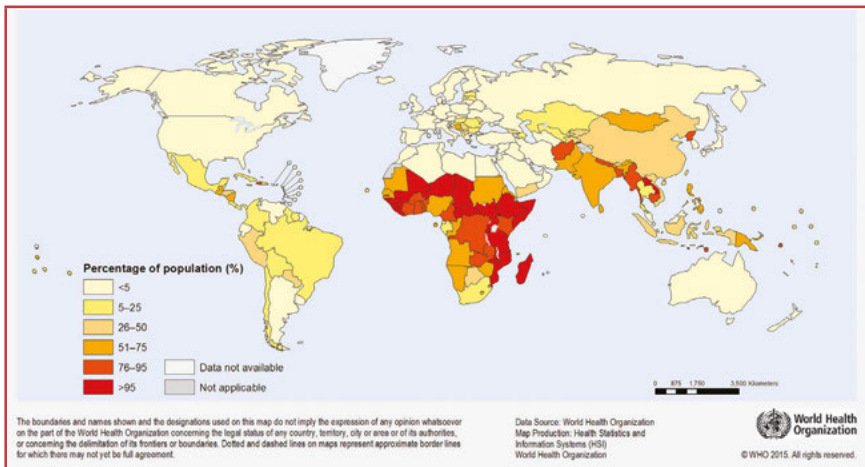 Percentage of population (%)
<5
5–25
26–50
51–75
76–95
>95
Data not available
Not applicable
0 875 1,750 3,500 Kilometers
The boundaries and names shown and the designations used on this map do not imply the expression of any opinion whatsoever
on the part of the World Health Organization concerning the legal status of any country, territory, city or area or of its authorities,
or concerning the delimitation of its frontiers or boundaries. Dotted and dashed lines on maps represent approximate border lines
for which there may not yet be full agreement.
Data Source: World Health Organization
Map Production: Health Statistics and
Information Systems (HSI)
World Health Organization
World Health
Organization
© WHO 2015. All rights reserved.